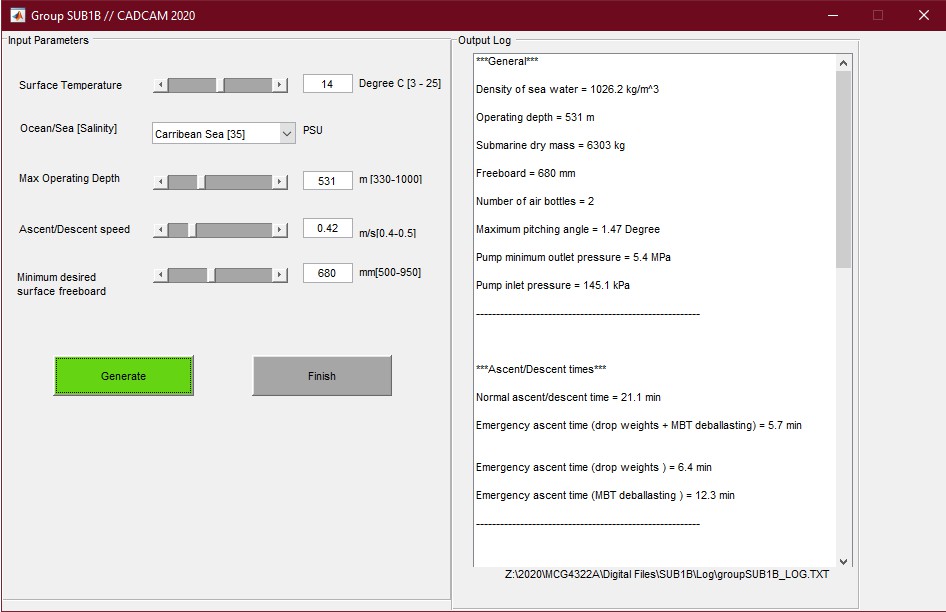 Group SUB1B // CADCAM 2020
Input Parameters
Surface Temperature
14
Degree C [3 - 25]
Ocean/Sea [Salinity]
Carribean Sea [35]
PSU
Max Operating Depth
531
m [330-1000]
Ascent/Descent speed
0.42
m/s[0.4-0.5]
Minimum desired
surface freeboard
680
mm[500-950]
Generate
Finish
Output Log
***General***
Density of sea water = 1026.2 kg/m^3
Operating depth = 531 m
Submarine dry mass = 6303 kg
Freeboard = 680 mm
Number of air bottles = 2
Maximum pitching angle = 1.47 Degree
Pump minimum outlet pressure = 5.4 MPa
Pump inlet pressure = 145.1 kPa
--------------------------------------------------------
***Ascent/Descent times***
Normal ascent/descent time = 21.1 min
Emergency ascent time (drop weights + MBT deballasting) = 5.7 min
Emergency ascent time (drop weights ) = 6.4 min
Emergency ascent time (MBT deballasting ) = 12.3 min
--------------------------------------------------------
Z:\2020\MCG4322A\Digital Files\SUB1B\Log\groupSUB1B_LOG.TXT